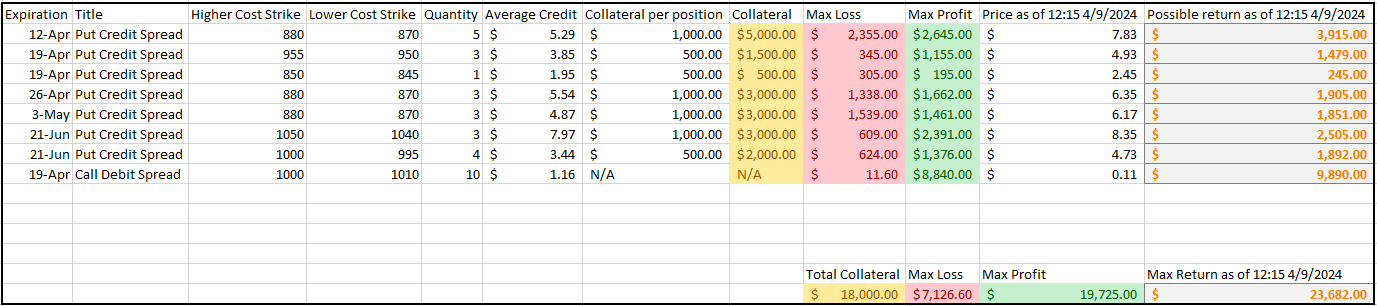 Expiration Title Higher Cost Strike Lower Cost Strike Quantity Average Credit Collateral per position Collateral Max Loss Max Profit Price as of 12:15 4/9/2024 Possible return as of 12:15 4/9/2024
12-Apr Put Credit Spread 880 870 5 $ 5.29 $ 1,000.00 $5,000.00 $ 2,355.00 $2,645.00 $ 7.83 $ 3,915.00
19-Apr Put Credit Spread 955 950 3 $ 3.85 $ 500.00 $1,500.00 $ 345.00 $1,155.00 $ 4.93 $ 1,479.00
19-Apr Put Credit Spread 850 845 1 $ 1.95 $ 500.00 $ 500.00 $ 305.00 $ 195.00 $ 2.45 $ 245.00
26-Apr Put Credit Spread 880 870 3 $ 5.54 $ 1,000.00 $3,000.00 $ 1,338.00 $1,662.00 $ 6.35 $ 1,905.00
3-May Put Credit Spread 880 870 3 $ 4.87 $ 1,000.00 $3,000.00 $ 1,539.00 $1,461.00 $ 6.17 $ 1,851.00
21-Jun Put Credit Spread 1050 1040 3 $ 7.97 $ 1,000.00 $3,000.00 $ 609.00 $2,391.00 $ 8.35 $ 2,505.00
21-Jun Put Credit Spread 1000 995 4 $ 3.44 $ 500.00 $2,000.00 $ 624.00 $1,376.00 $ 4.73 $ 1,892.00
19-Apr Call Debit Spread 1000 1010 10 $ 1.16 N/A N/A $ 11.60 $8,840.00 $ 0.11 $ 9,890.00
Total Collateral Max Loss Max Profit Max Return as of 12:15 4/9/2024
$ 18,000.00 $7,126.60 $ 19,725.00 $ 23,682.00